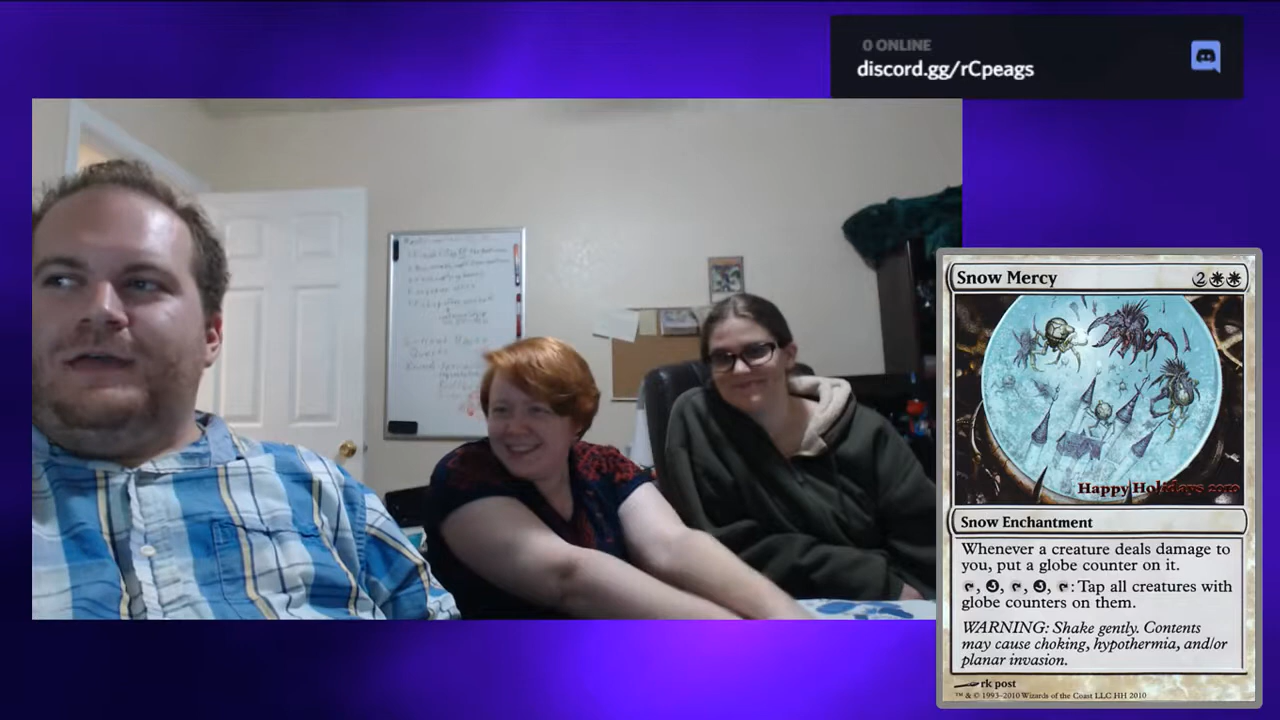 0 ONLINE
discord.gg/rCpeags
Snow Mercy
2
Happy Holidays 2010
Snow Enchantment
Whenever a creature deals damage to
you, put a globe counter on it.
, , , , : Tap all creatures with
globe counters on them.
WARNING: Shake gently. Contents
may cause choking, hypothermia, and/or
planar invasion.
rk post
™ & © 1993–2010 Wizards of the Coast LLC HH 2010